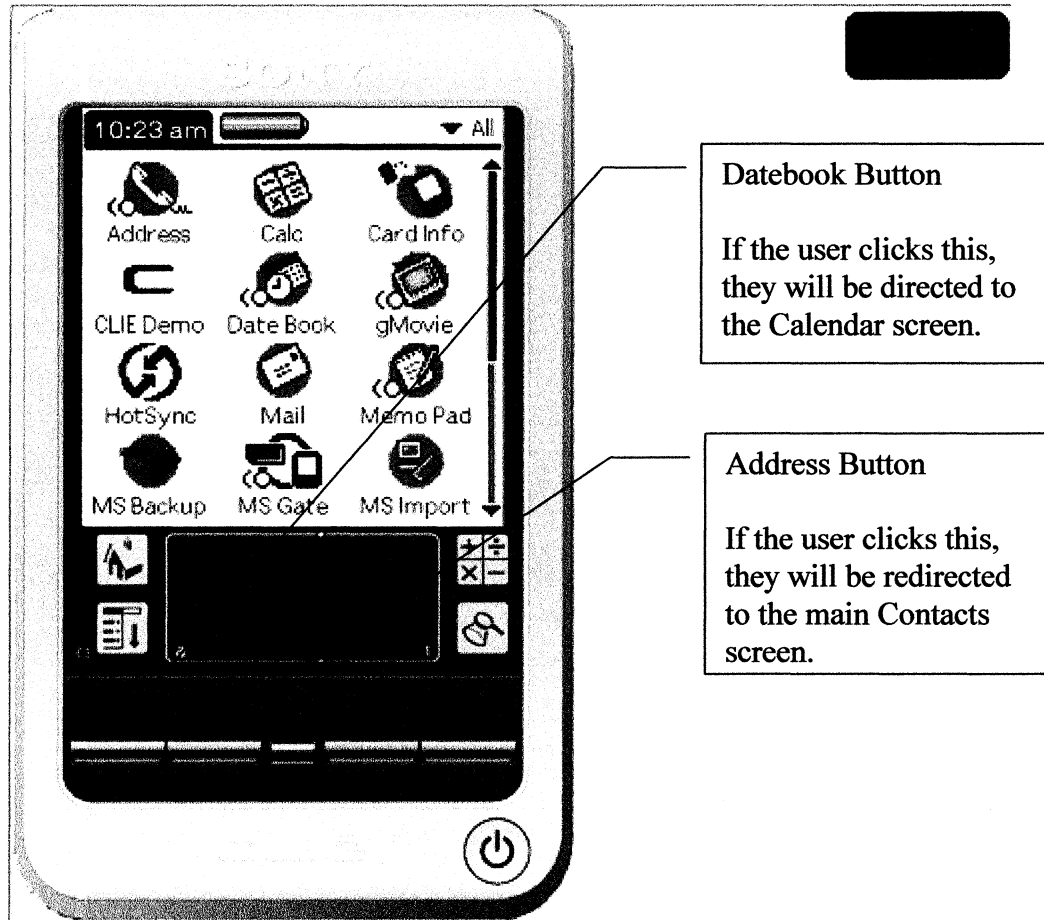 10:23 am All
Address Calc Card Info
CLIE Demo Date Book gMovie
HotSync Mail Memo Pad
MS Backup MS Gate MS Import
Datebook Button
If the user clicks this,
they will be directed to
the Calendar screen.
Address Button
If the user clicks this,
they will be redirected
to the main Contacts
screen.